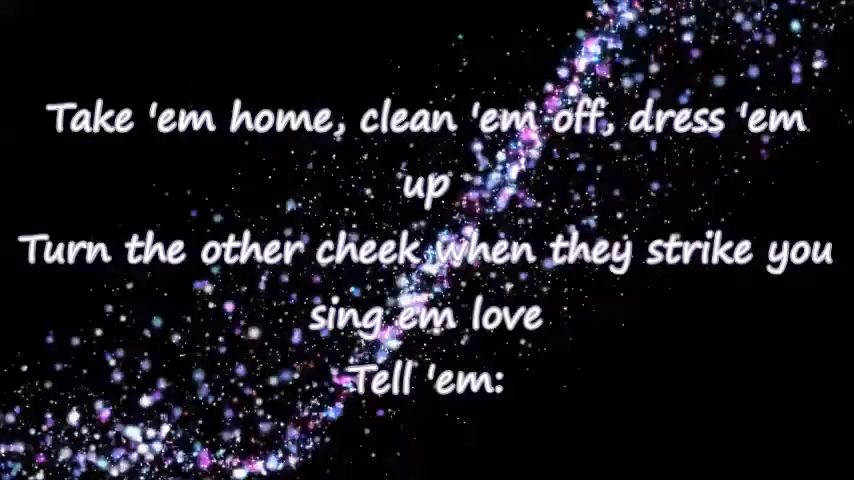 Take 'em home, clean 'em off, dress 'em
up
Turn the other cheek when they strike you
sing em love
Tell 'em: